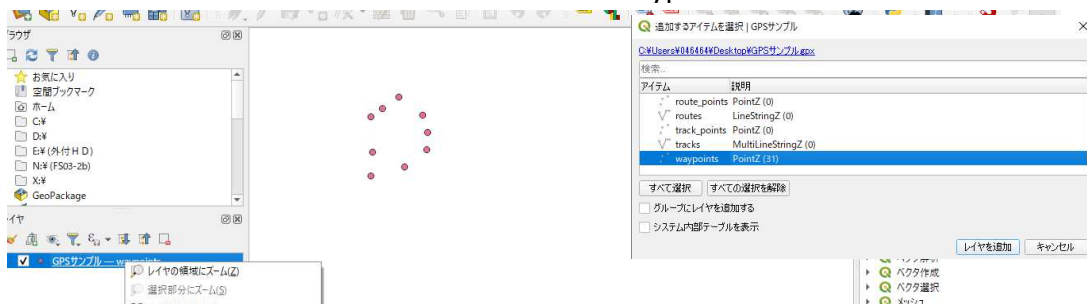 ブラウザ
お気に入り
空間ブックマーク
ホーム
C:¥
D:¥
E:¥ (外付HD)
N:¥ (FS03-2b)
X:¥
GeoPackage
レイヤ
GPSサンプル — waypoints
レイヤの領域にズーム(Z)
選択部分にズーム(S)
追加するアイテムを選択 | GPSサンプル
C:¥Users¥046464¥Desktop¥GPSサンプル.gpx
検索...
アイテム 説明
route_points PointZ (0)
routes LineStringZ (0)
track_points PointZ (0)
tracks MultiLineStringZ (0)
waypoints PointZ (31)
すべて選択 すべての選択を解除
グループにレイヤを追加する
システム内部テーブルを表示
レイヤを追加 キャンセル
ベクタ解析
ベクタ作成
ベクタ選択
メッシュ